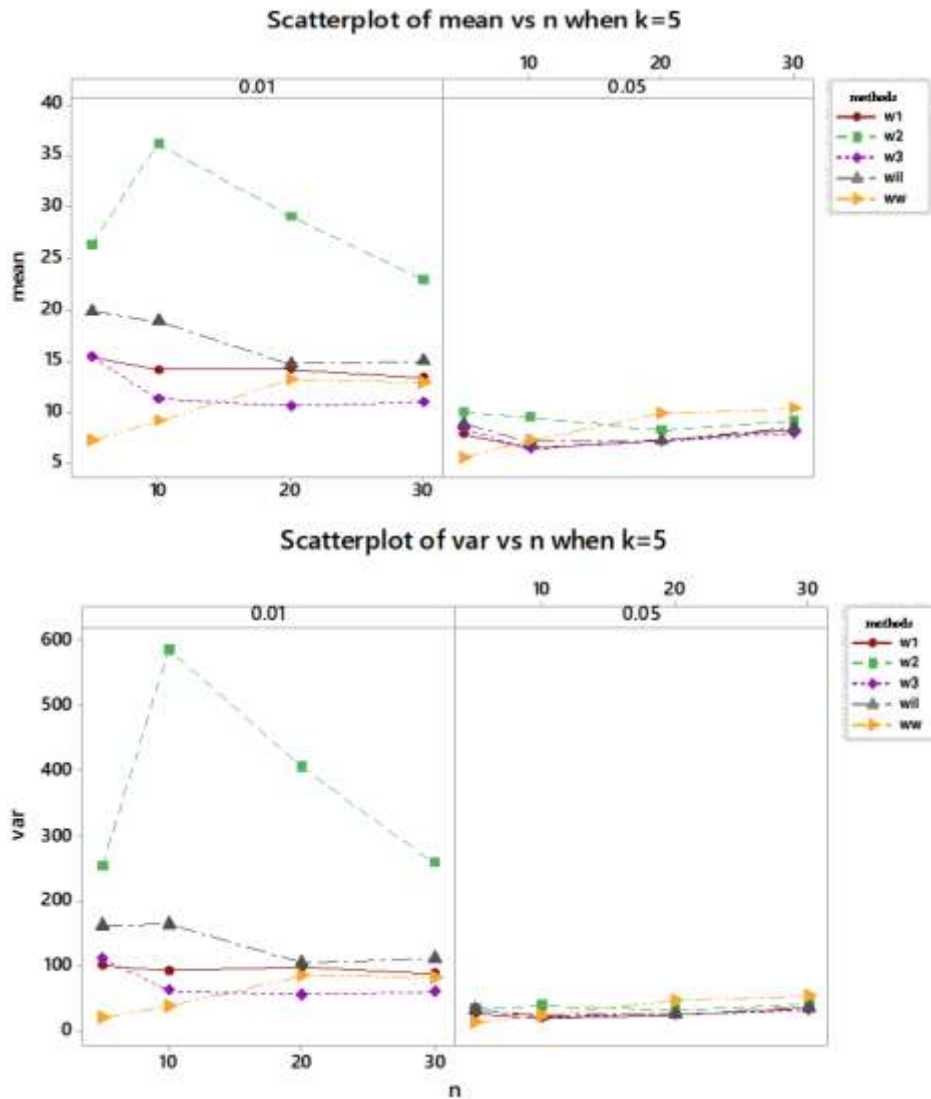 Scatterplot of mean vs n when k=5
10 20 30
0.01 0.05
40
35
30
25
20
15
10
5
mean
10 20 30
methods
w1
w2
w3
wil
ww
Scatterplot of var vs n when k=5
10 20 30
0.01 0.05
600
500
400
300
200
100
0
var
10 20 30
n
methods
w1
w2
w3
wil
ww